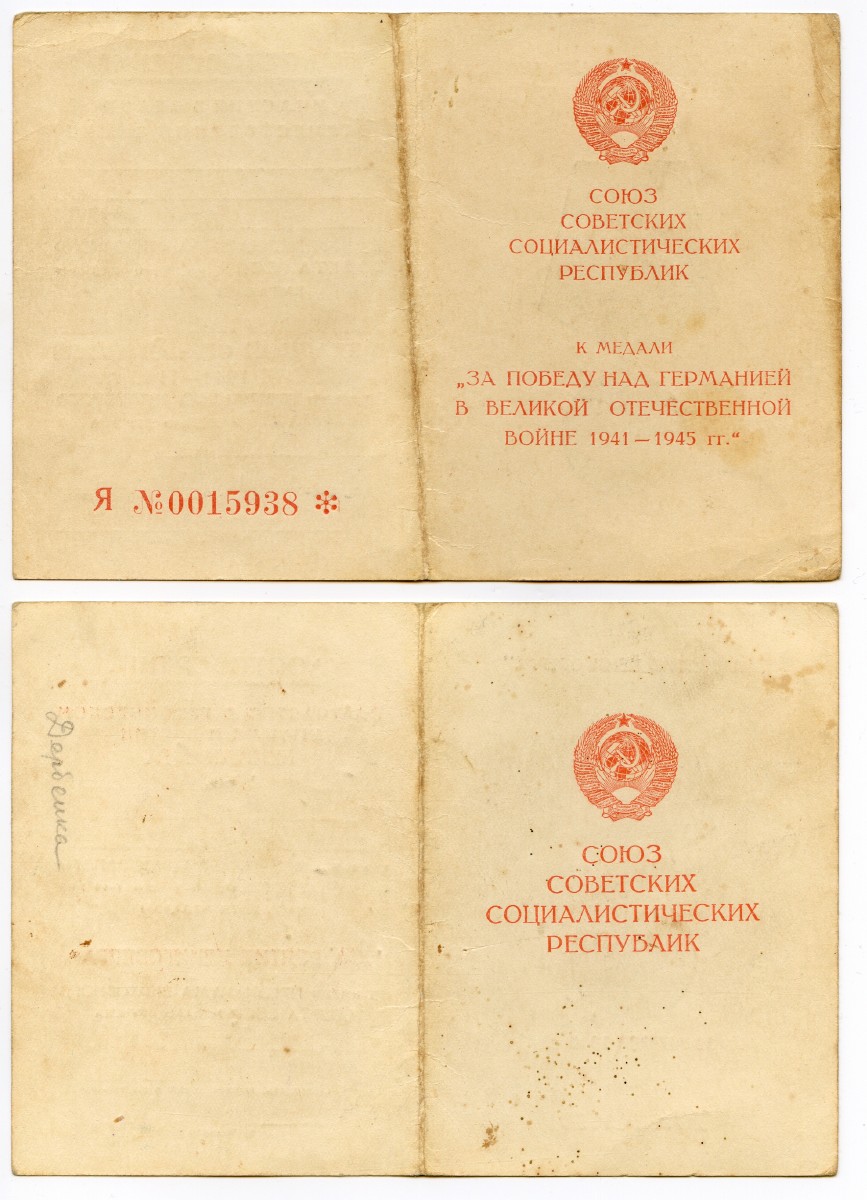 СОЮЗ
СОВЕТСКИХ
СОЦИАЛИСТИЧЕСКИХ
РЕСПУБЛИК
К МЕДАЛИ
„ЗА ПОБЕДУ НАД ГЕРМАНИЕЙ
В ВЕЛИКОЙ ОТЕЧЕСТВЕННОЙ
ВОЙНЕ 1941 — 1945 гг.“
Я №0015938 *
СОЮЗ
СОВЕТСКИХ
СОЦИАЛИСТИЧЕСКИХ
РЕСПУБЛИК